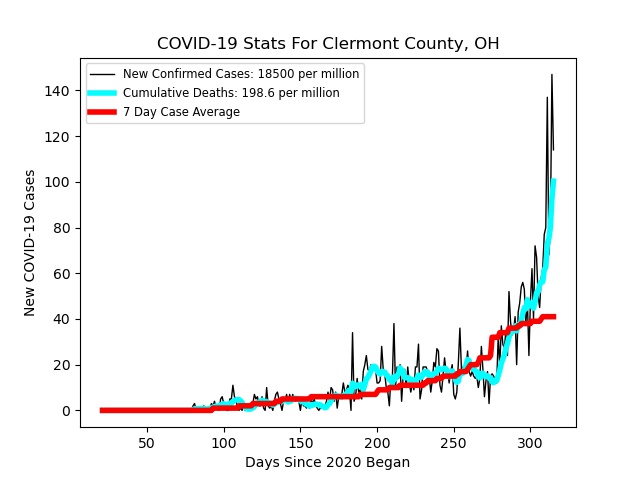 COVID-19 Stats For Clermont County, OH
New Confirmed Cases: 18500 per million
Cumulative Deaths: 198.6 per million
7 Day Case Average
New COVID-19 Cases
140
120
100
80
60
40
20
0
50 100 150 200 250 300
Days Since 2020 Began